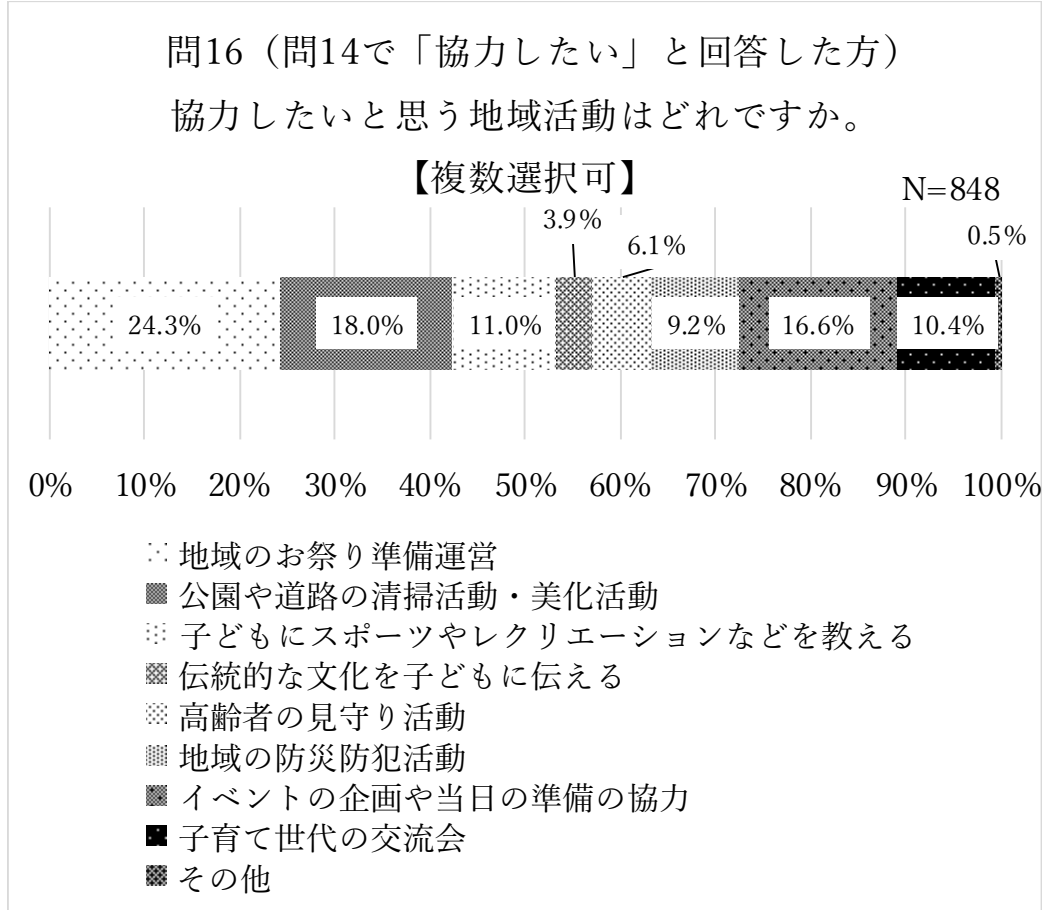 問16（問14で「協力したい」と回答した方）
協力したいと思う地域活動はどれですか。
【複数選択可】
N=848
3.9%
6.1%
0.5%
24.3%
18.0%
11.0%
9.2%
16.6%
10.4%
0%
10%
20%
30%
40%
50%
60%
70%
80%
90%
100%
地域のお祭り準備運営
公園や道路の清掃活動・美化活動
子どもにスポーツやレクリエーションなどを教える
伝統的な文化を子どもに伝える
高齢者の見守り活動
地域の防災防犯活動
イベントの企画や当日の準備の協力
子育て世代の交流会
その他